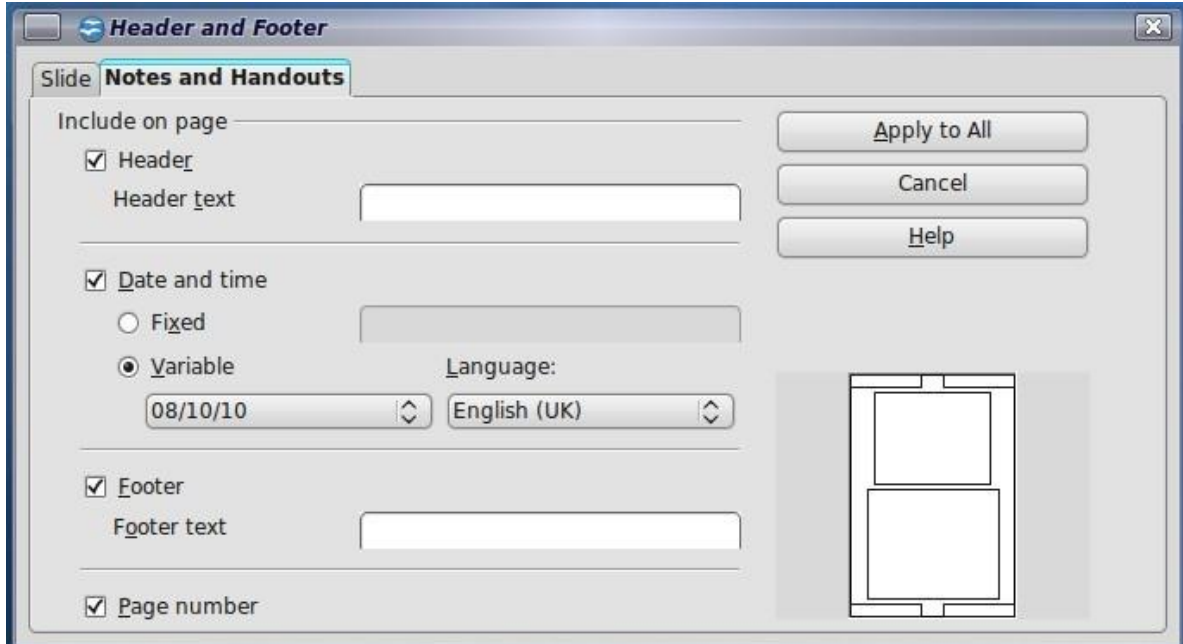 Header and Footer
Slide
Notes and Handouts
Include on page
Header
Header text
Date and time
Fixed
Variable
Language:
08/10/10
English (UK)
Footer
Footer text
Page number
Apply to All
Cancel
Help